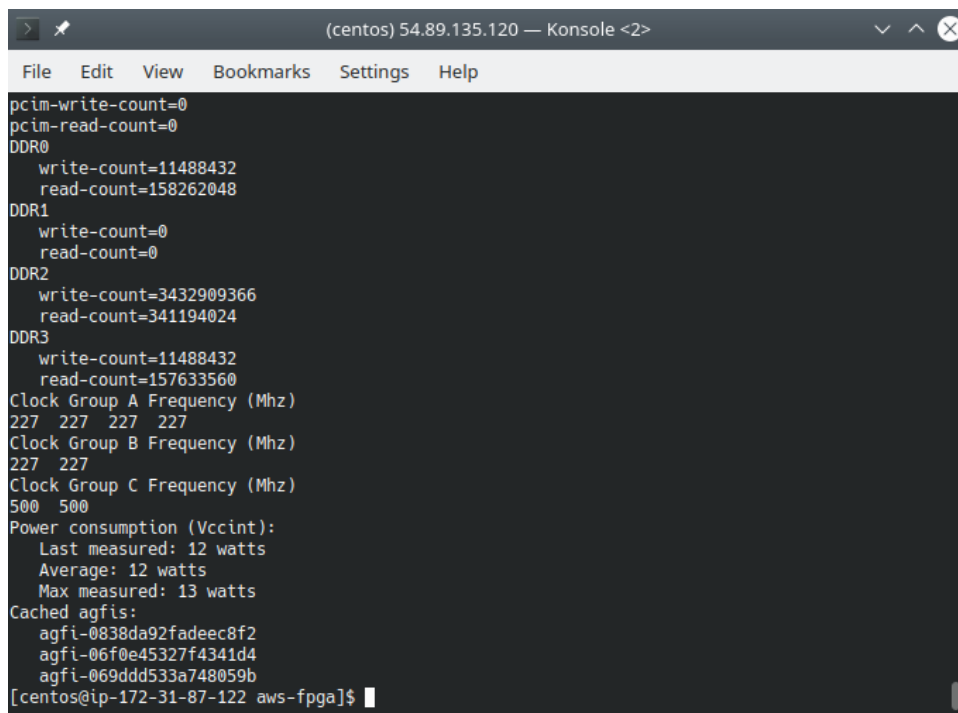 (centos) 54.89.135.120 — Konsole <2>
File Edit View Bookmarks Settings Help
pcim-write-count=0
pcim-read-count=0
DDR0
   write-count=11488432
   read-count=158262048
DDR1
   write-count=0
   read-count=0
DDR2
   write-count=3432909366
   read-count=341194024
DDR3
   write-count=11488432
   read-count=157633560
Clock Group A Frequency (Mhz)
227  227  227  227
Clock Group B Frequency (Mhz)
227  227
Clock Group C Frequency (Mhz)
500  500
Power consumption (Vccint):
   Last measured: 12 watts
   Average: 12 watts
   Max measured: 13 watts
Cached agfis:
   agfi-0838da92fadeec8f2
   agfi-06f0e45327f4341d4
   agfi-069ddd533a748059b
[centos@ip-172-31-87-122 aws-fpga]$